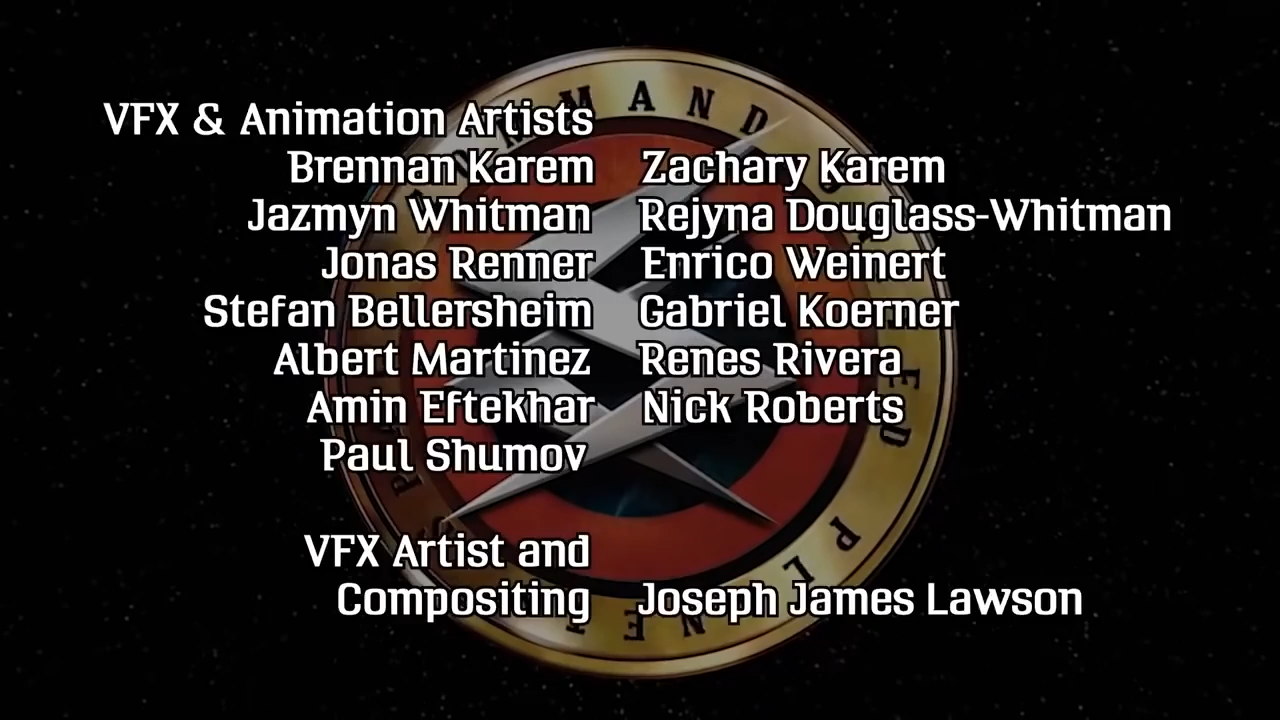 VFX & Animation Artists
Brennan Karem Zachary Karem
Jazmyn Whitman Rejyna Douglass-Whitman
Jonas Renner Enrico Weinert
Stefan Bellersheim Gabriel Koerner
Albert Martinez Renes Rivera
Amin Eftekhar Nick Roberts
Paul Shumov
VFX Artist and
Compositing Joseph James Lawson